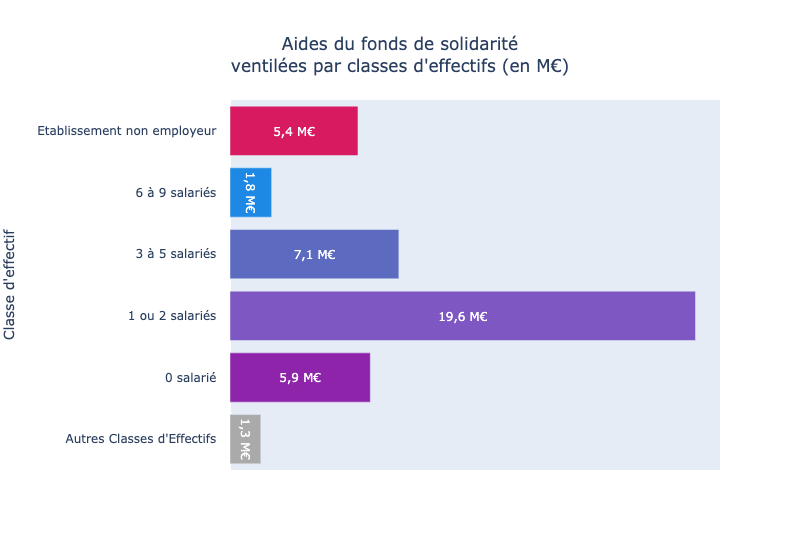 Aides du fonds de solidarité
ventilées par classes d'effectifs (en M€)
Classe d'effectif
Etablissement non employeur
5,4 M€
6 à 9 salariés
1,8 M€
3 à 5 salariés
7,1 M€
1 ou 2 salariés
19,6 M€
0 salarié
5,9 M€
Autres Classes d'Effectifs
1,3 M€